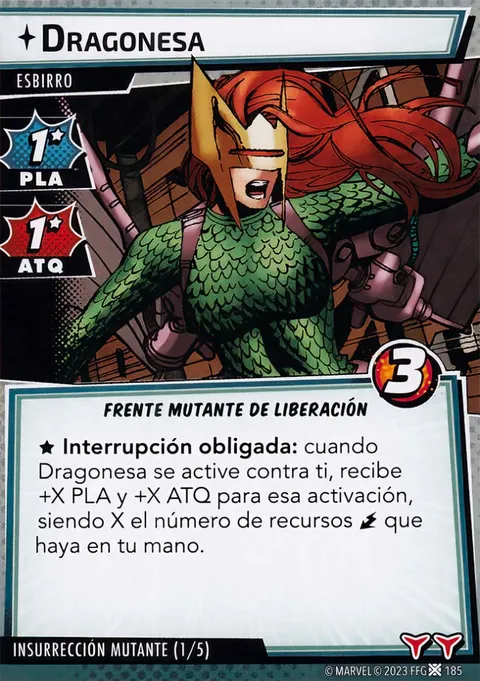 DRAGONESA
ESBIRRO
1★
PLA
1★
ATQ
3
FRENTE MUTANTE DE LIBERACIÓN
★ Interrupción obligada: cuando
Dragonesa se active contra ti, recibe
+X PLA y +X ATQ para esa activación,
siendo X el número de recursos que
haya en tu mano.
INSURRECCIÓN MUTANTE (1/5)
© MARVEL © 2023 FFG 185